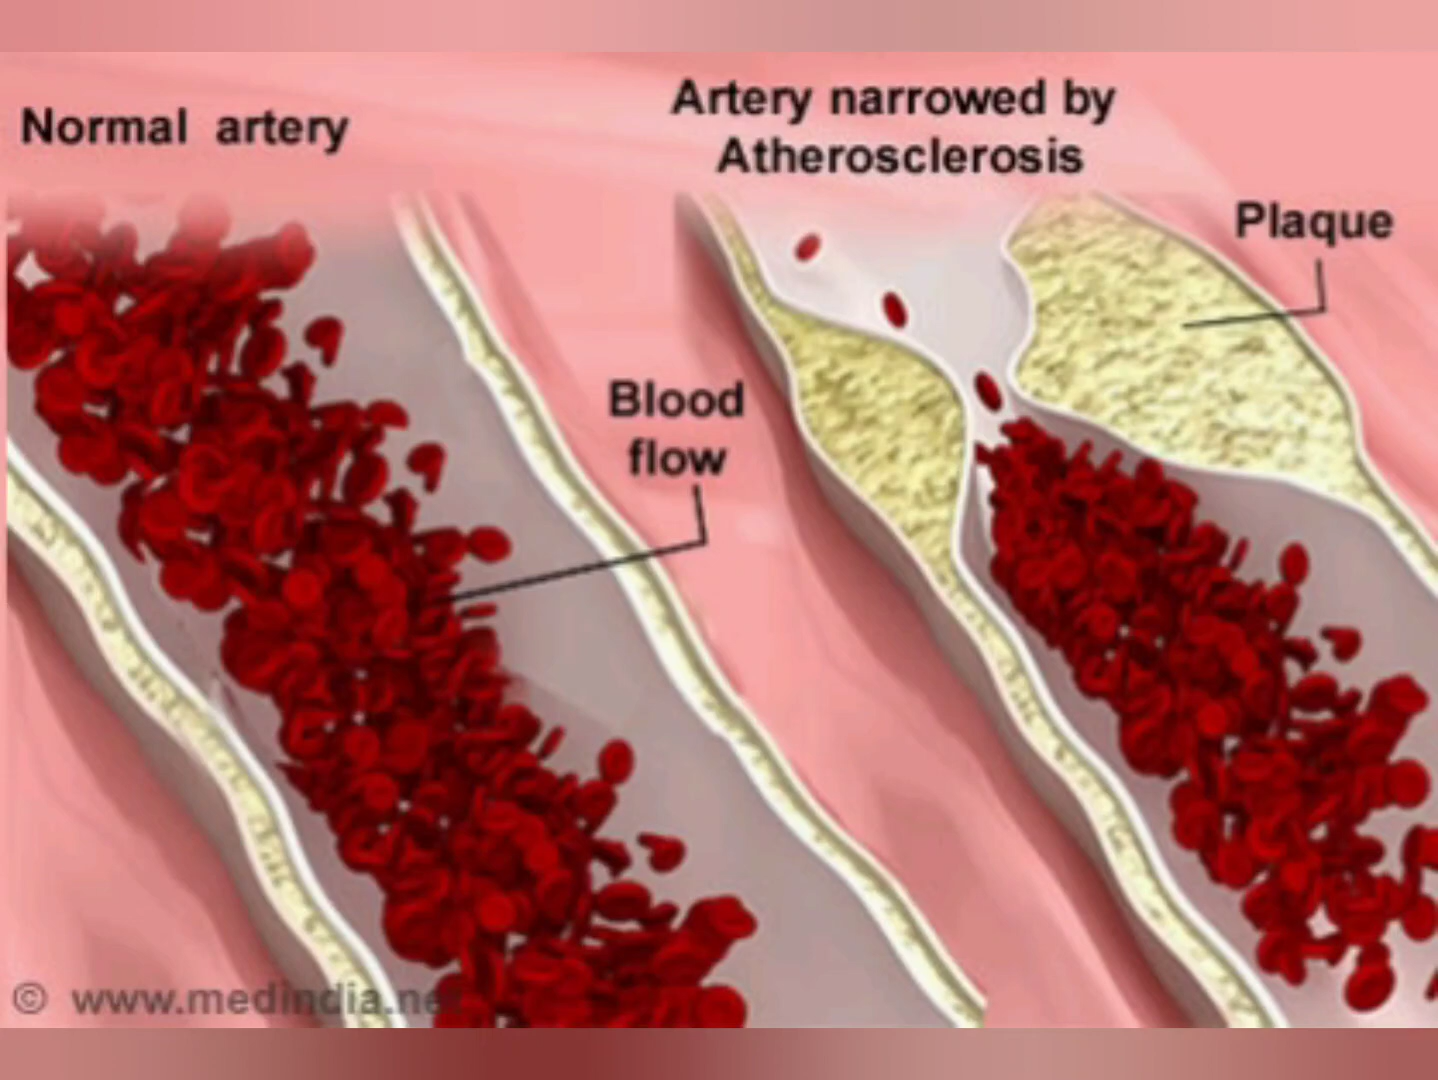 Normal artery
Artery narrowed by
Atherosclerosis
Plaque
Blood
flow
© www.medindia.net